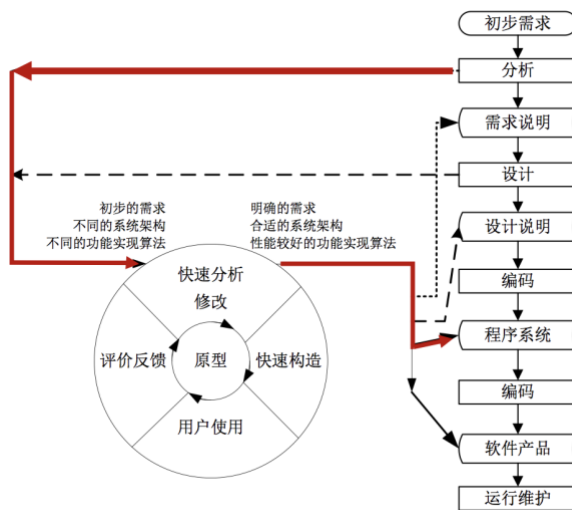 初步需求
分析
需求说明
设计
设计说明
编码
程序系统
编码
软件产品
运行维护
初步的需求
不同的系统架构
不同的功能实现算法
明确的需求
合适的系统架构
性能较好的功能实现算法
快速分析
修改
评价反馈
原型
快速构造
用户使用